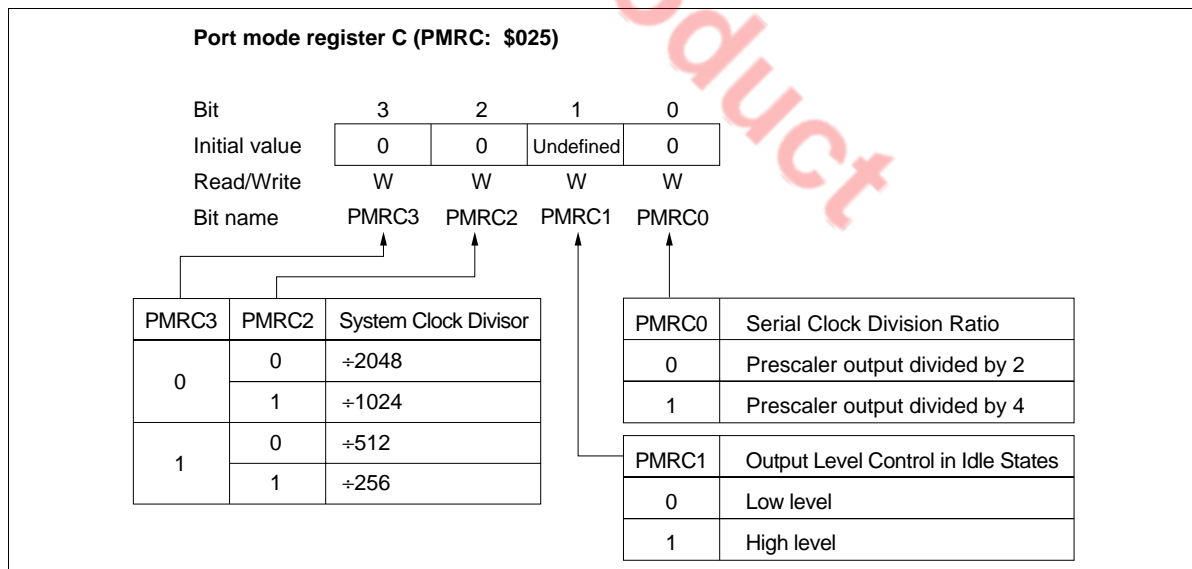 Port mode register C (PMRC: $025)
Bit 3 2 1 0
Initial value 0 0 Undefined 0
Read/Write W W W W
Bit name PMRC3 PMRC2 PMRC1 PMRC0
PMRC3 PMRC2 System Clock Divisor
0 0 ÷2048
1 ÷1024
1 0 ÷512
1 ÷256
PMRC0 Serial Clock Division Ratio
0 Prescaler output divided by 2
1 Prescaler output divided by 4
PMRC1 Output Level Control in Idle States
0 Low level
1 High level